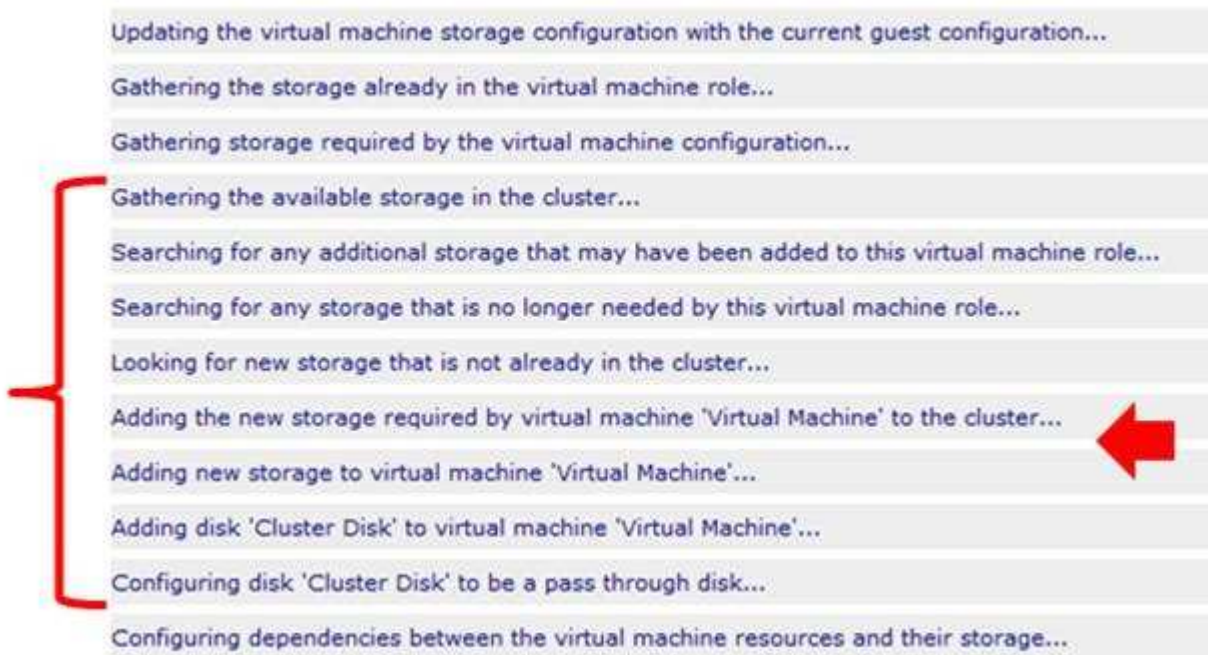 Updating the virtual machine storage configuration with the current guest configuration...
Gathering the storage already in the virtual machine role...
Gathering storage required by the virtual machine configuration...
Gathering the available storage in the cluster...
Searching for any additional storage that may have been added to this virtual machine role...
Searching for any storage that is no longer needed by this virtual machine role...
Looking for new storage that is not already in the cluster...
Adding the new storage required by virtual machine 'Virtual Machine' to the cluster...
Adding new storage to virtual machine 'Virtual Machine'...
Adding disk 'Cluster Disk' to virtual machine 'Virtual Machine'...
Configuring disk 'Cluster Disk' to be a pass through disk...
Configuring dependencies between the virtual machine resources and their storage...